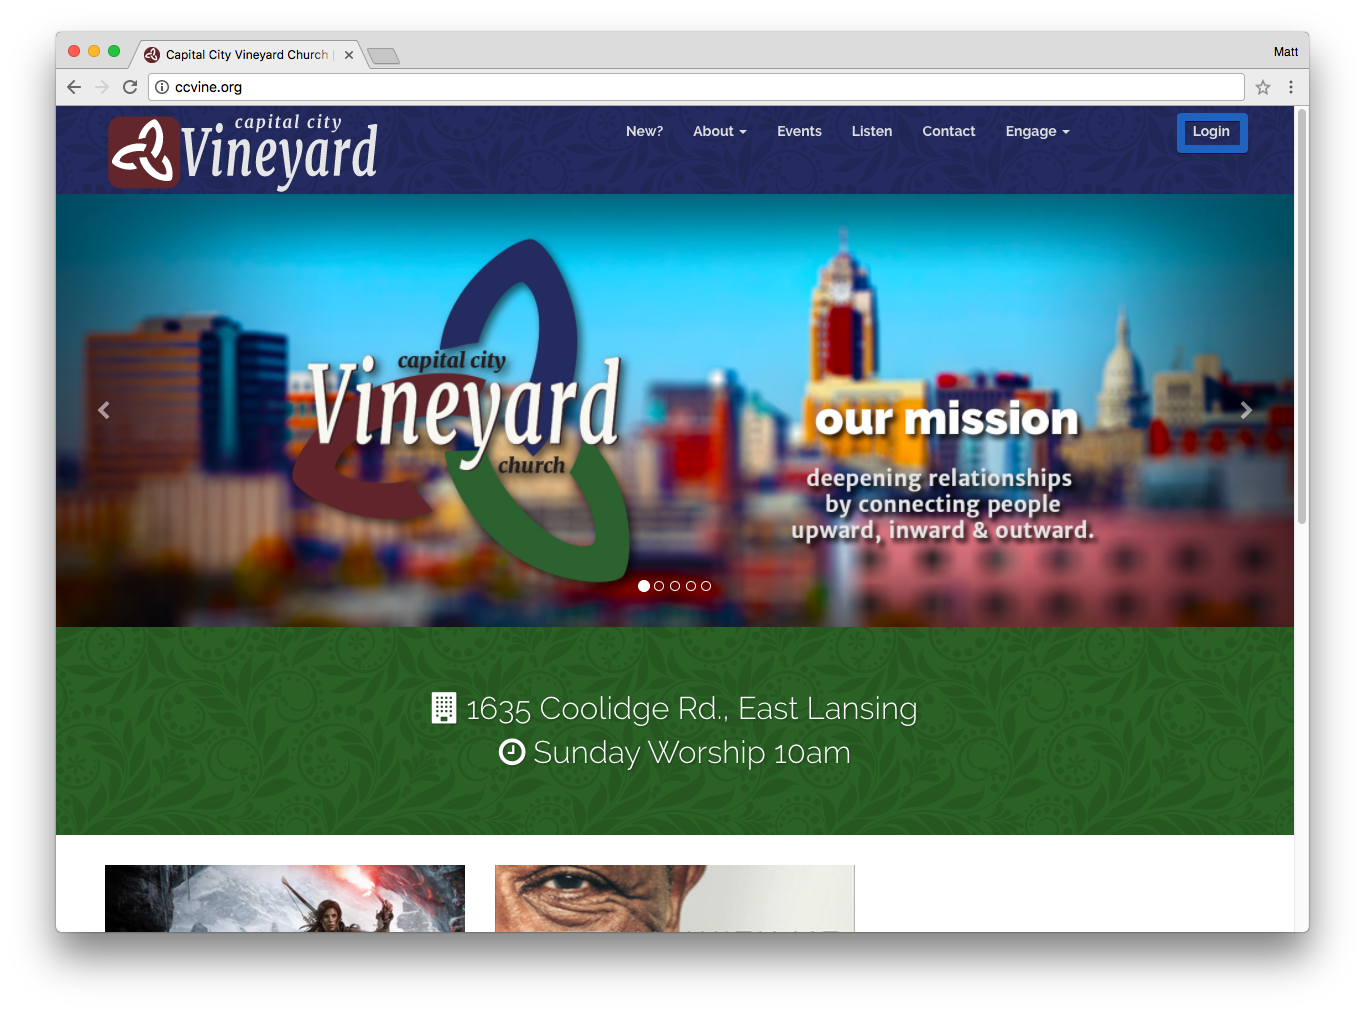 Capital City Vineyard Church
Matt
ccvine.org
capital city
Vineyard
New?
About
Events
Listen
Contact
Engage
Login
capital city
Vineyard
church
our mission
deepening relationships
by connecting people
upward, inward & outward.
1635 Coolidge Rd., East Lansing
Sunday Worship 10am